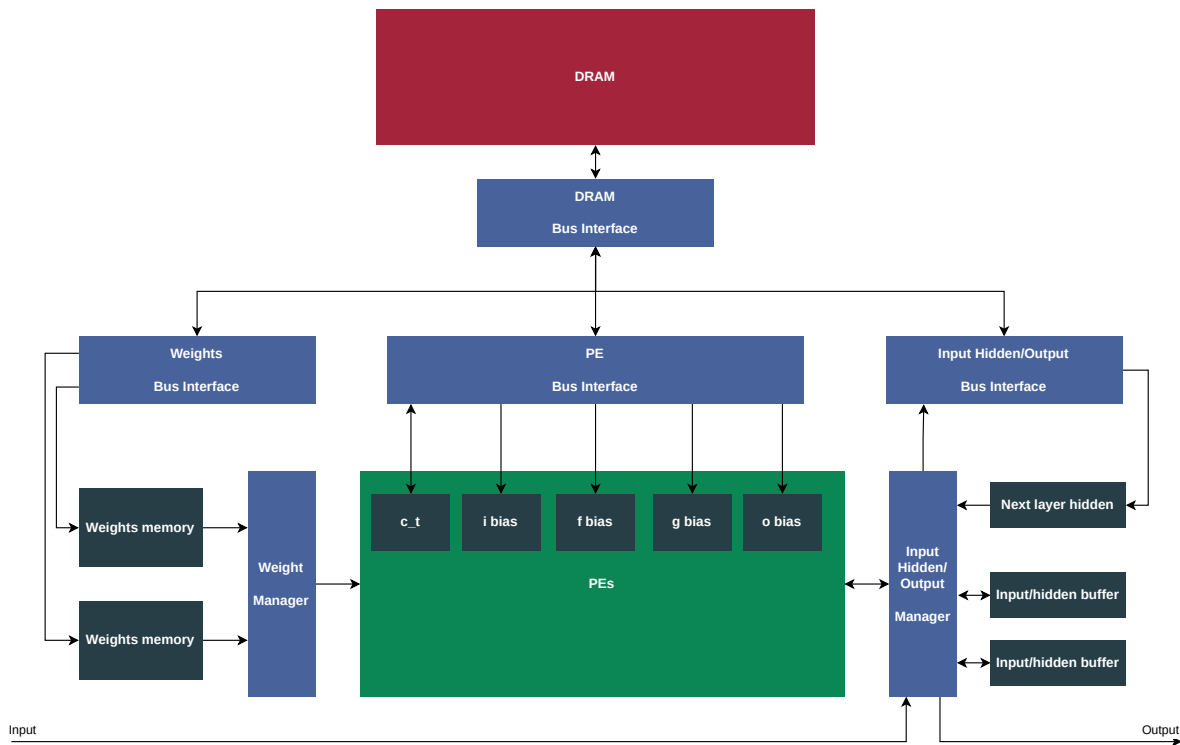 DRAM
DRAM
Bus Interface
Weights
Bus Interface
PE
Bus Interface
Input Hidden/Output
Bus Interface
c_t
i bias
f bias
g bias
o bias
Weights memory
Weights memory
Weight
Manager
PEs
Input
Hidden/
Output
Manager
Next layer hidden
Input/hidden buffer
Input/hidden buffer
Input
Output